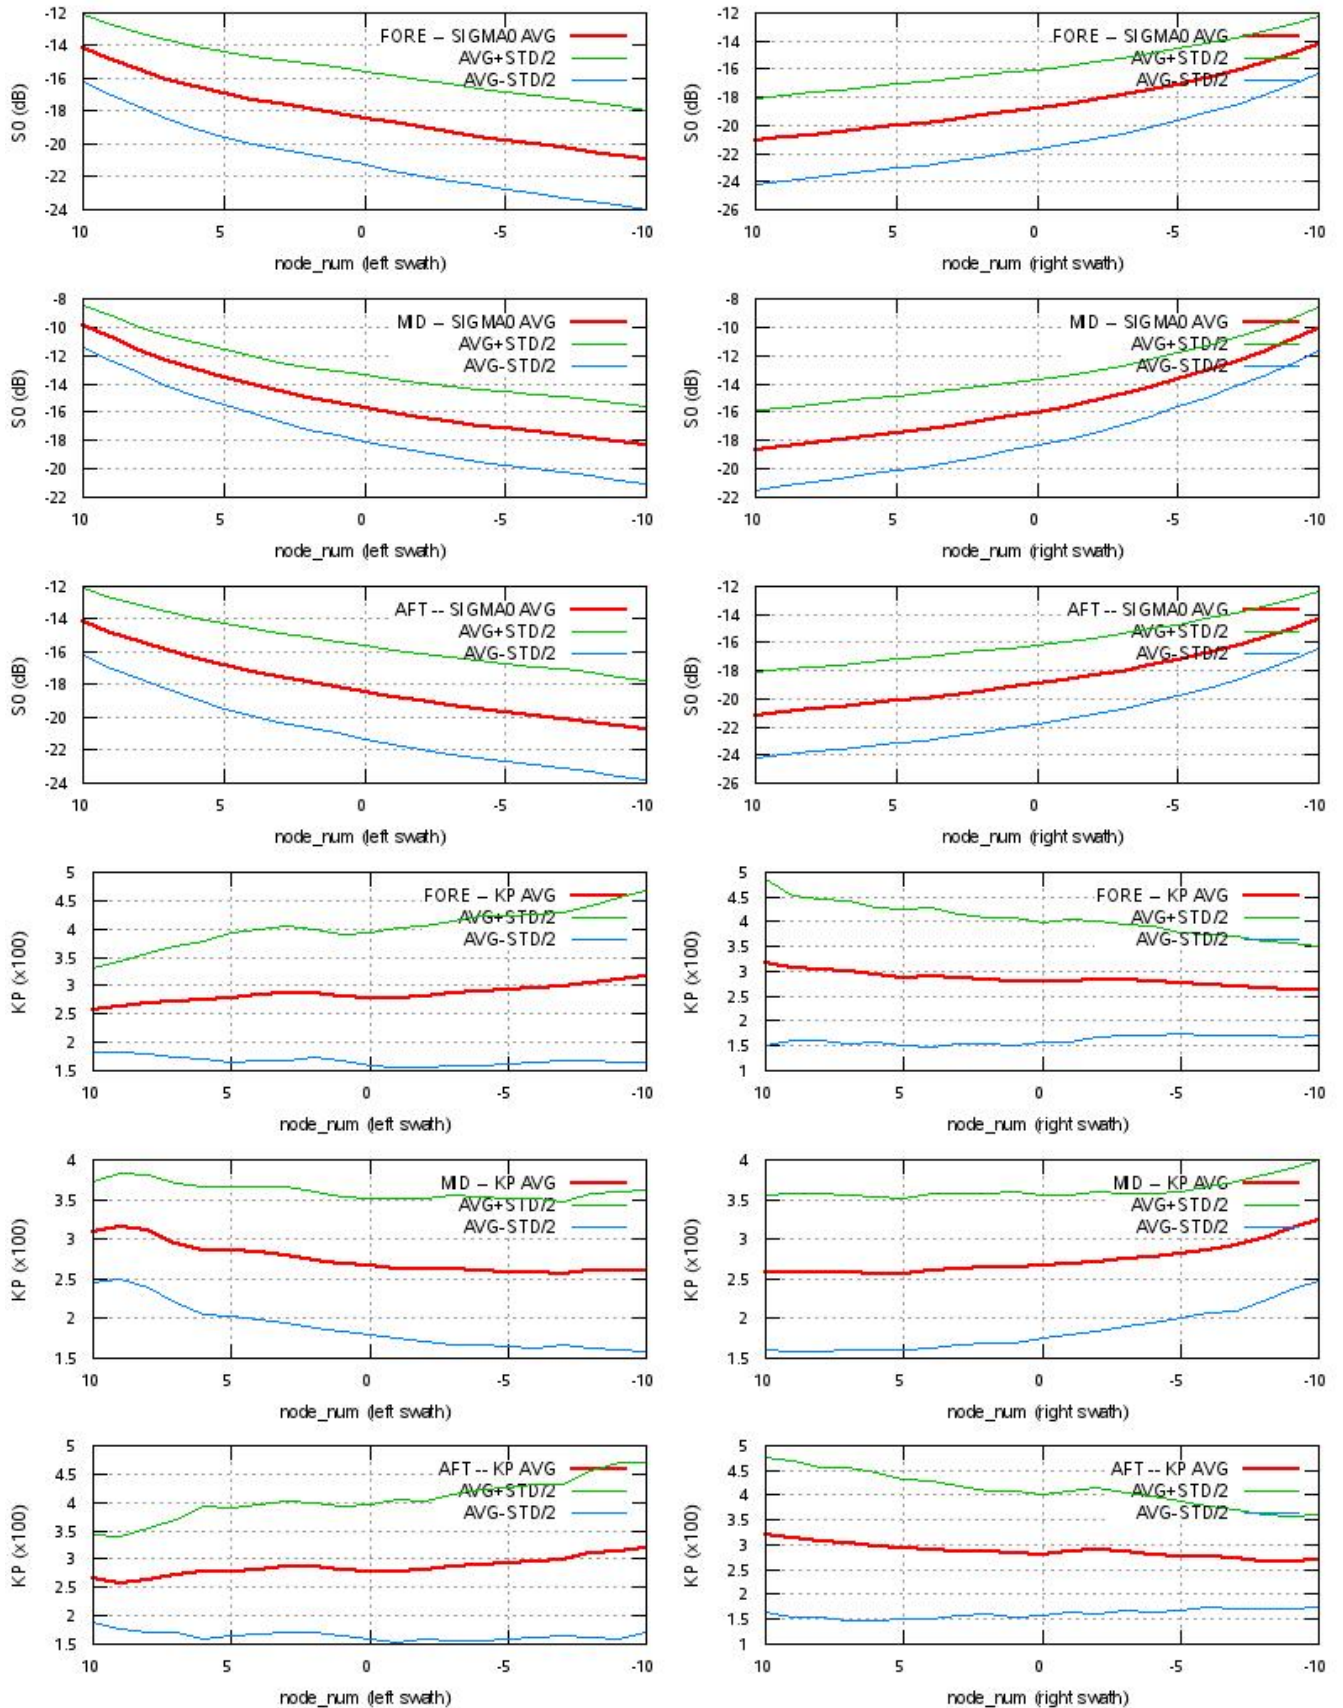 -12
-14
-16
-18
-20
-22
-24
S0 (dB)
FORE -- SIGMA0 AVG
AVG+STD/2
AVG-STD/2
10 5 0 -5 -10
node_num (left swath)
-12
-14
-16
-18
-20
-22
-24
-26
S0 (dB)
FORE -- SIGMA0 AVG
AVG+STD/2
AVG-STD/2
10 5 0 -5 -10
node_num (right swath)
-8
-10
-12
-14
-16
-18
-20
-22
S0 (dB)
MID -- SIGMA0 AVG
AVG+STD/2
AVG-STD/2
10 5 0 -5 -10
node_num (left swath)
-8
-10
-12
-14
-16
-18
-20
-22
S0 (dB)
MID -- SIGMA0 AVG
AVG+STD/2
AVG-STD/2
10 5 0 -5 -10
node_num (right swath)
-12
-14
-16
-18
-20
-22
-24
S0 (dB)
AFT -- SIGMA0 AVG
AVG+STD/2
AVG-STD/2
10 5 0 -5 -10
node_num (left swath)
-12
-14
-16
-18
-20
-22
-24
-26
S0 (dB)
AFT -- SIGMA0 AVG
AVG+STD/2
AVG-STD/2
10 5 0 -5 -10
node_num (right swath)
5
4.5
4
3.5
3
2.5
2
1.5
KP (x100)
FORE -- KP AVG
AVG+STD/2
AVG-STD/2
10 5 0 -5 -10
node_num (left swath)
5
4.5
4
3.5
3
2.5
2
1.5
1
KP (x100)
FORE -- KP AVG
AVG+STD/2
AVG-STD/2
10 5 0 -5 -10
node_num (right swath)
4
3.5
3
2.5
2
1.5
KP (x100)
MID -- KP AVG
AVG+STD/2
AVG-STD/2
10 5 0 -5 -10
node_num (left swath)
4
3.5
3
2.5
2
1.5
KP (x100)
MID -- KP AVG
AVG+STD/2
AVG-STD/2
10 5 0 -5 -10
node_num (right swath)
5
4.5
4
3.5
3
2.5
2
1.5
KP (x100)
AFT -- KP AVG
AVG+STD/2
AVG-STD/2
10 5 0 -5 -10
node_num (left swath)
5
4.5
4
3.5
3
2.5
2
1.5
1
KP (x100)
AFT -- KP AVG
AVG+STD/2
AVG-STD/2
10 5 0 -5 -10
node_num (right swath)